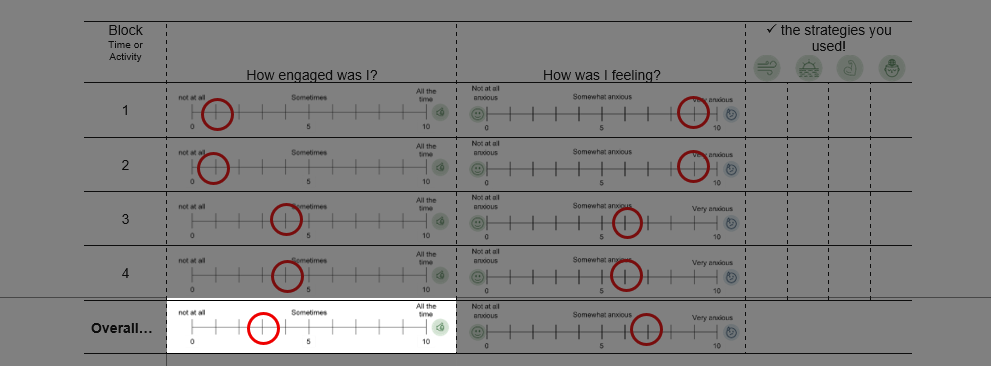 Block
Time or
Activity
How engaged was I?
How was I feeling?
✓ the strategies you
used!
1
not at all
Sometimes
All the
time
0
5
10
Not at all
anxious
Somewhat anxious
Very anxious
0
5
10
2
not at all
Sometimes
All the
time
0
5
10
Not at all
anxious
Somewhat anxious
Very anxious
0
5
10
3
not at all
Sometimes
All the
time
0
5
10
Not at all
anxious
Somewhat anxious
Very anxious
0
5
10
4
not at all
Sometimes
All the
time
0
5
10
Not at all
anxious
Somewhat anxious
Very anxious
0
5
10
Overall...
not at all
Sometimes
All the
time
0
5
10
Not at all
anxious
Somewhat anxious
Very anxious
0
5
10